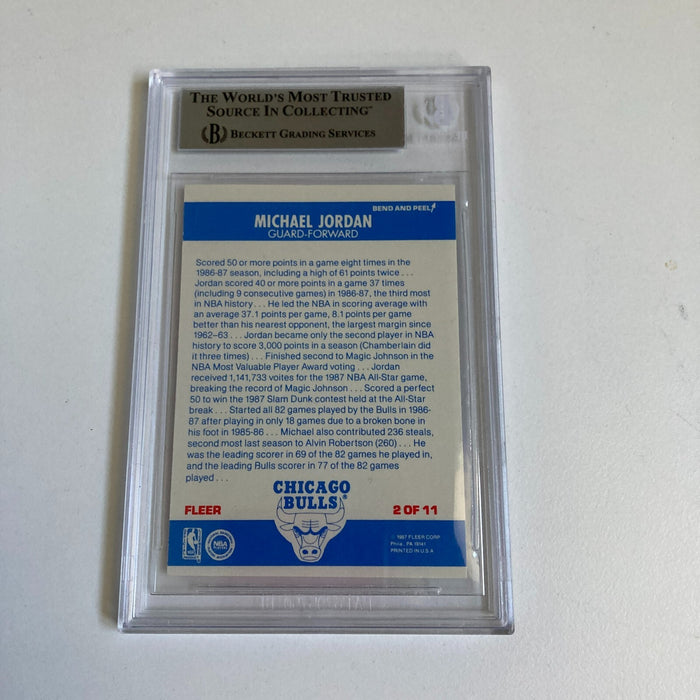 THE WORLD'S MOST TRUSTED
SOURCE IN COLLECTING™
B BECKETT GRADING SERVICES
BEND AND PEEL
MICHAEL JORDAN
GUARD-FORWARD
Scored 50 or more points in a game eight times in the
1986-87 season, including a high of 61 points twice . . .
Jordan scored 40 or more points in a game 37 times
(including 9 consecutive games) in 1986-87, the third most
in NBA history . . . He led the NBA in scoring average with
an average 37.1 points per game, 8.1 points per game
better than his nearest opponent, the largest margin since
1962–63 . . . Jordan became only the second player in NBA
history to score 3,000 points in a season (Chamberlain did
it three times) . . . Finished second to Magic Johnson in the
NBA Most Valuable Player Award voting . . . Jordan
received 1,141,733 voites for the 1987 NBA All-Star game,
breaking the record of Magic Johnson . . . Scored a perfect
50 to win the 1987 Slam Dunk contest held at the All-Star
break . . . Started all 82 games played by the Bulls in 1986-
87 after playing in only 18 games due to a broken bone in
his foot in 1985-86 . . . Michael also contributed 236 steals,
second most last season to Alvin Robertson (260) . . . He
was the leading scorer in 69 of the 82 games he played in,
and the leading Bulls scorer in 77 of the 82 games
played . . .
CHICAGO
BULLS®
FLEER
2 OF 11
NBA
© 1987 FLEER CORP
Phila., PA 19141
PRINTED IN U.S.A